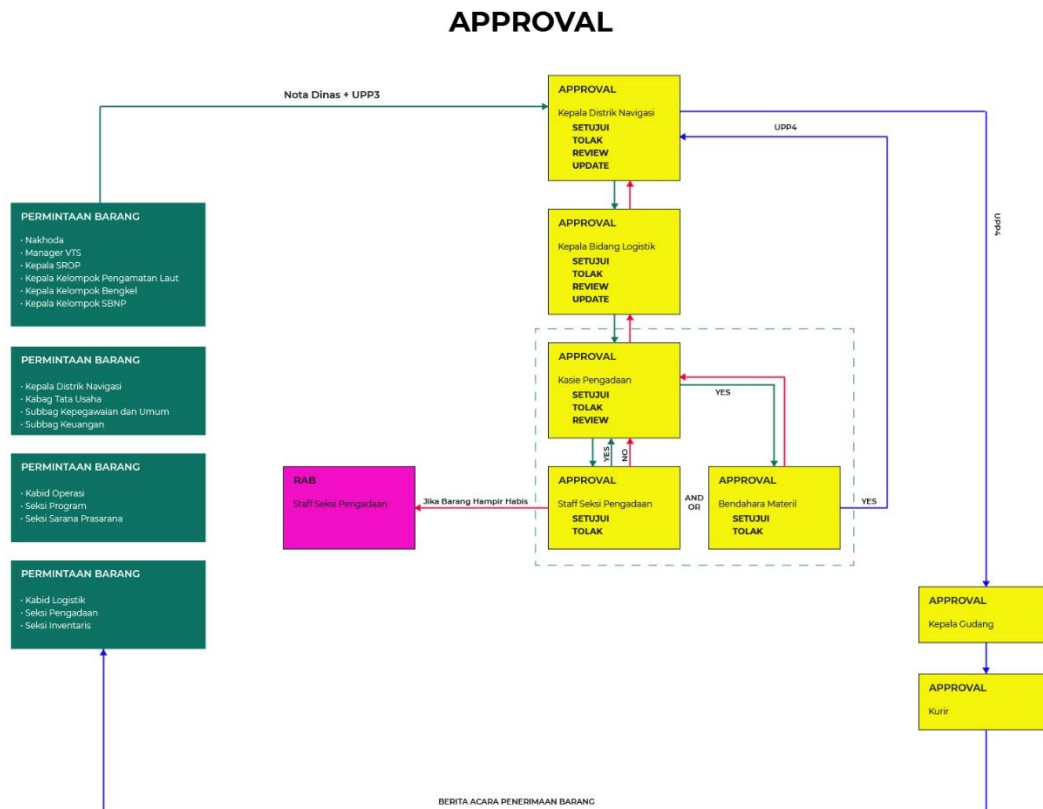 APPROVAL
Nota Dinas + UPP3
APPROVAL
Kepala Distrik Navigasi
SETUJUI
TOLAK
REVIEW
UPDATE
UPP4
UPP4
PERMINTAAN BARANG
• Nakhoda
• Manager VTS
• Kepala SROP
• Kepala Kelompok Pengamatan Laut
• Kepala Kelompok Bengkel
• Kepala Kelompok SBNP
APPROVAL
Kepala Bidang Logistik
SETUJUI
TOLAK
REVIEW
UPDATE
PERMINTAAN BARANG
• Kepala Distrik Navigasi
• Kabag Tata Usaha
• Subbag Kepegawaian dan Umum
• Subbag Keuangan
APPROVAL
Kasie Pengadaan
SETUJUI
TOLAK
REVIEW
YES
YES
NO
PERMINTAAN BARANG
• Kabid Operasi
• Seksi Program
• Seksi Sarana Prasarana
RAB
Staff Seksi Pengadaan
Jika Barang Hampir Habis
APPROVAL
Staff Seksi Pengadaan
SETUJUI
TOLAK
AND
OR
APPROVAL
Bendahara Materil
SETUJUI
TOLAK
YES
PERMINTAAN BARANG
• Kabid Logistik
• Seksi Pengadaan
• Seksi Inventaris
APPROVAL
Kepala Gudang
APPROVAL
Kurir
BERITA ACARA PENERIMAAN BARANG